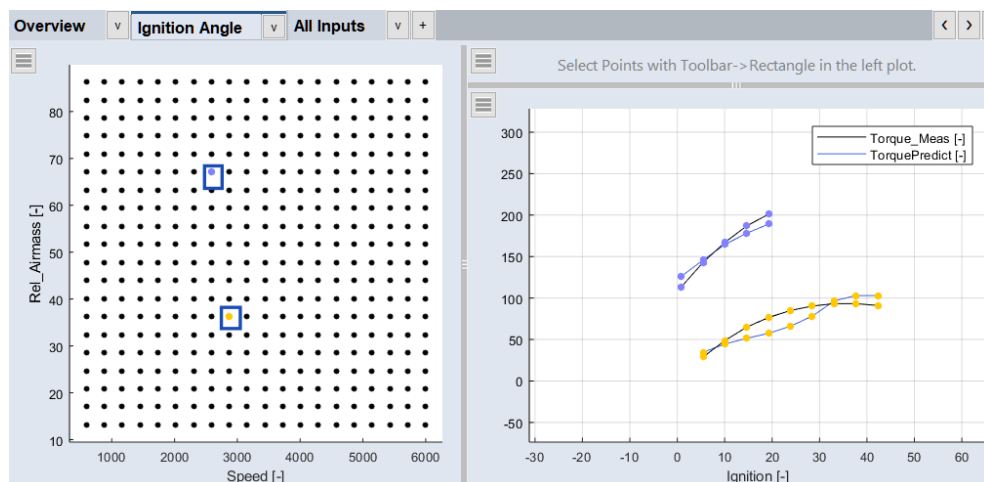 Overview v Ignition Angle v All Inputs v + < >
Select Points with Toolbar->Rectangle in the left plot.
80
70
60
50
40
30
20
10
Rel_Airmass [-]
1000 2000 3000 4000 5000 6000
Speed [-]
300
250
200
150
100
50
0
-50
Torque_Meas [-]
TorquePredict [-]
-30 -20 -10 0 10 20 30 40 50 60
Ignition [-]